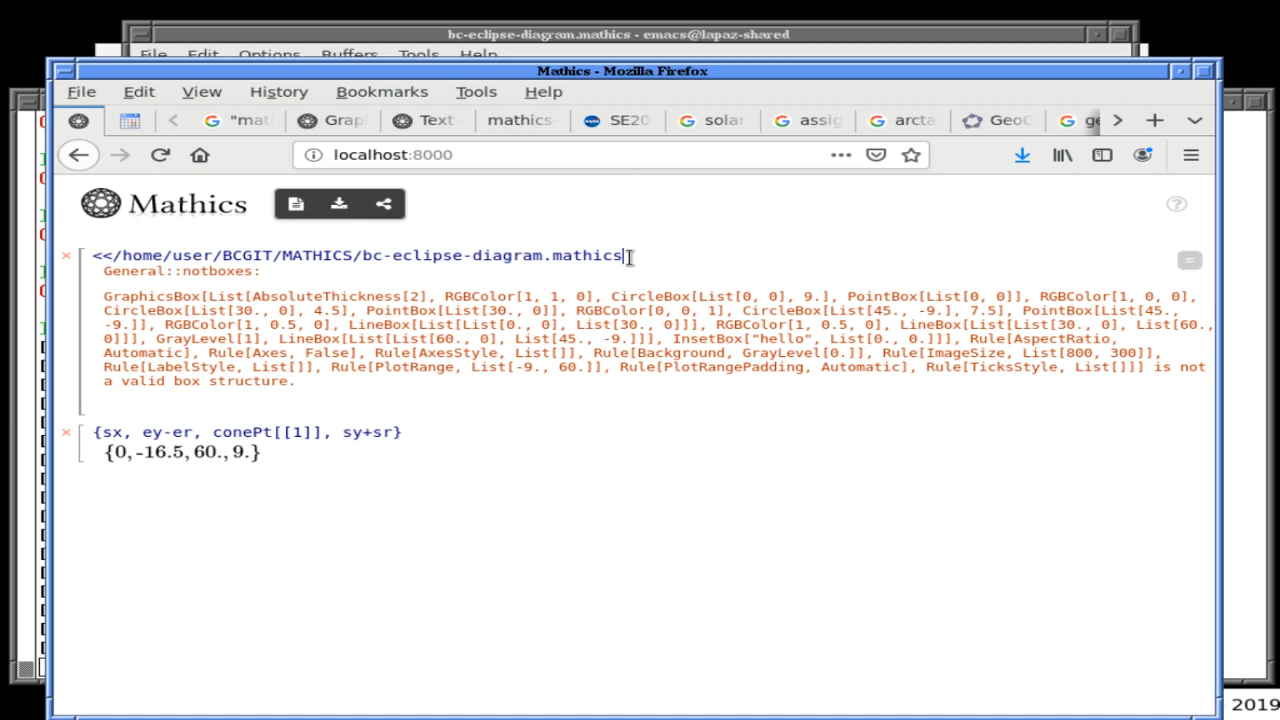 bc-eclipse-diagram.mathics - emacs@lapaz-shared
File Edit Options Buffers Tools Help
Mathics - Mozilla Firefox
File Edit View History Bookmarks Tools Help
"mat Grap Text mathics- SE20 solar assig arcta GeoG ge
localhost:8000
Mathics
<</home/user/BCGIT/MATHICS/bc-eclipse-diagram.mathics
General::notboxes:
GraphicsBox[List[AbsoluteThickness[2], RGBColor[1, 1, 0], CircleBox[List[0, 0], 9.], PointBox[List[0, 0]], RGBColor[1, 0, 0],
CircleBox[List[30., 0], 4.5], PointBox[List[30., 0]], RGBColor[0, 0, 1], CircleBox[List[45., -9.], 7.5], PointBox[List[45.,
-9.]], RGBColor[1, 0.5, 0], LineBox[List[List[0., 0], List[30., 0]]], RGBColor[1, 0.5, 0], LineBox[List[List[30., 0], List[60.,
0]]], GrayLevel[1], LineBox[List[List[60., 0], List[45., -9.]]], InsetBox["hello", List[0., 0.]]], Rule[AspectRatio,
Automatic], Rule[Axes, False], Rule[AxesStyle, List[]], Rule[Background, GrayLevel[0.]], Rule[ImageSize, List[800, 300]],
Rule[LabelStyle, List[]], Rule[PlotRange, List[-9., 60.]], Rule[PlotRangePadding, Automatic], Rule[TicksStyle, List[]]] is not
a valid box structure.
{sx, ey-er, conePt[[1]], sy+sr}
{0, -16.5, 60., 9.}
2019